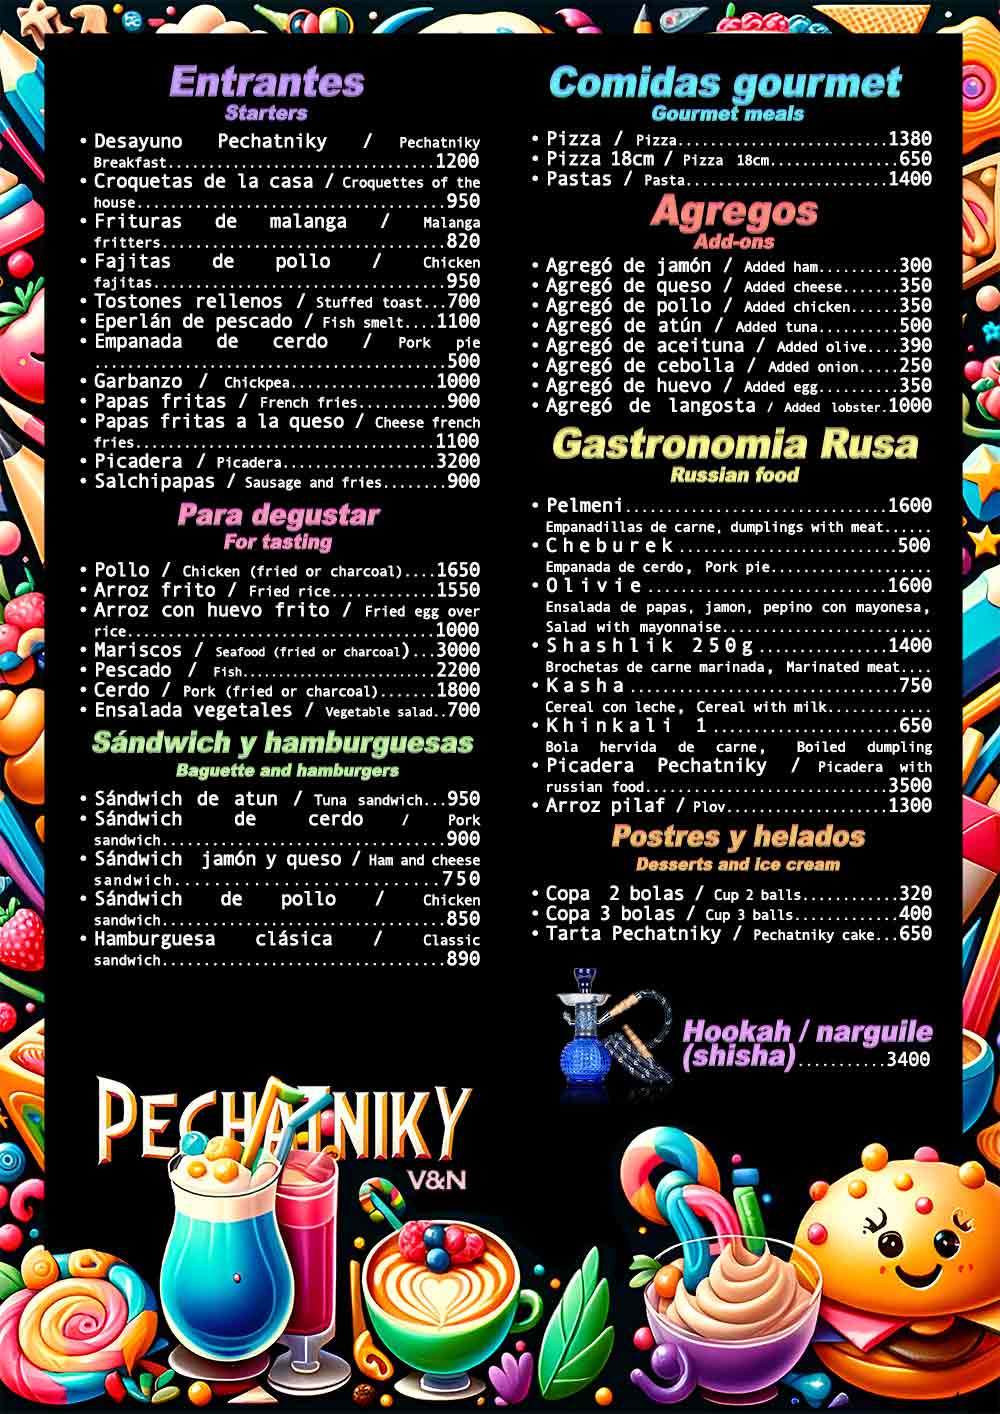 Entrantes
Starters
• Desayuno Pechatniky / Pechatniky
Breakfast.................................1200
• Croquetas de la casa / Croquettes of the
house......................................950
• Frituras de malanga / Malanga
fritters...................................820
• Fajitas de pollo / Chicken
fajitas....................................950
• Tostones rellenos / Stuffed toast...700
• Eperlán de pescado / Fish smelt....1100
• Empanada de cerdo / Pork pie
...........................................500
• Garbanzo / Chickpea..................1000
• Papas fritas / French fries...........900
• Papas fritas a la queso / Cheese french
fries.....................................1100
• Picadera / Picadera...................3200
• Salchipapas / Sausage and fries........900
Para degustar
For tasting
• Pollo / Chicken (fried or charcoal)....1650
• Arroz frito / Fried rice.............1550
• Arroz con huevo frito / Fried egg over
rice......................................1000
• Mariscos / Seafood (fried or charcoal)...3000
• Pescado / Fish........................2200
• Cerdo / Pork (fried or charcoal).......1800
• Ensalada vegetales / Vegetable salad..700
Sándwich y hamburguesas
Baguette and hamburgers
• Sándwich de atun / Tuna sandwich...950
• Sándwich de cerdo / Pork
sandwich...................................900
• Sándwich jamón y queso / Ham and cheese
sandwich...................................750
• Sándwich de pollo / Chicken
sandwich...................................850
• Hamburguesa clásica / Classic
sandwich...................................890
Comidas gourmet
Gourmet meals
• Pizza / Pizza..........................1380
• Pizza 18cm / Pizza 18cm................650
• Pastas / Pasta.........................1400
Agregos
Add-ons
• Agregó de jamón / Added ham..........300
• Agregó de queso / Added cheese.......350
• Agregó de pollo / Added chicken......350
• Agregó de atún / Added tuna..........500
• Agregó de aceituna / Added olive....390
• Agregó de cebolla / Added onion.....250
• Agregó de huevo / Added egg..........350
• Agregó de langosta / Added lobster.1000
Gastronomia Rusa
Russian food
• Pelmeni................................1600
Empanadillas de carne, dumplings with meat......
• Cheburek...........................500
Empanada de cerdo, Pork pie....................
• Olivie..............................1600
Ensalada de papas, jamon, pepino con mayonesa,
Salad with mayonnaise..........................
• Shashlik 250g................1400
Brochetas de carne marinada, Marinated meat....
• Kasha.................................750
Cereal con leche, Cereal with milk.............
• Khinkali 1.......................650
Bola hervida de carne, Boiled dumpling
• Picadera Pechatniky / Picadera with
russian food..............................3500
• Arroz pilaf / Plov....................1300
Postres y helados
Desserts and ice cream
• Copa 2 bolas / Cup 2 balls............320
• Copa 3 bolas / Cup 3 balls.............400
• Tarta Pechatniky / Pechatniky cake...650
Hookah / narguile
(shisha)...........3400
PECHATNIKY
V&N